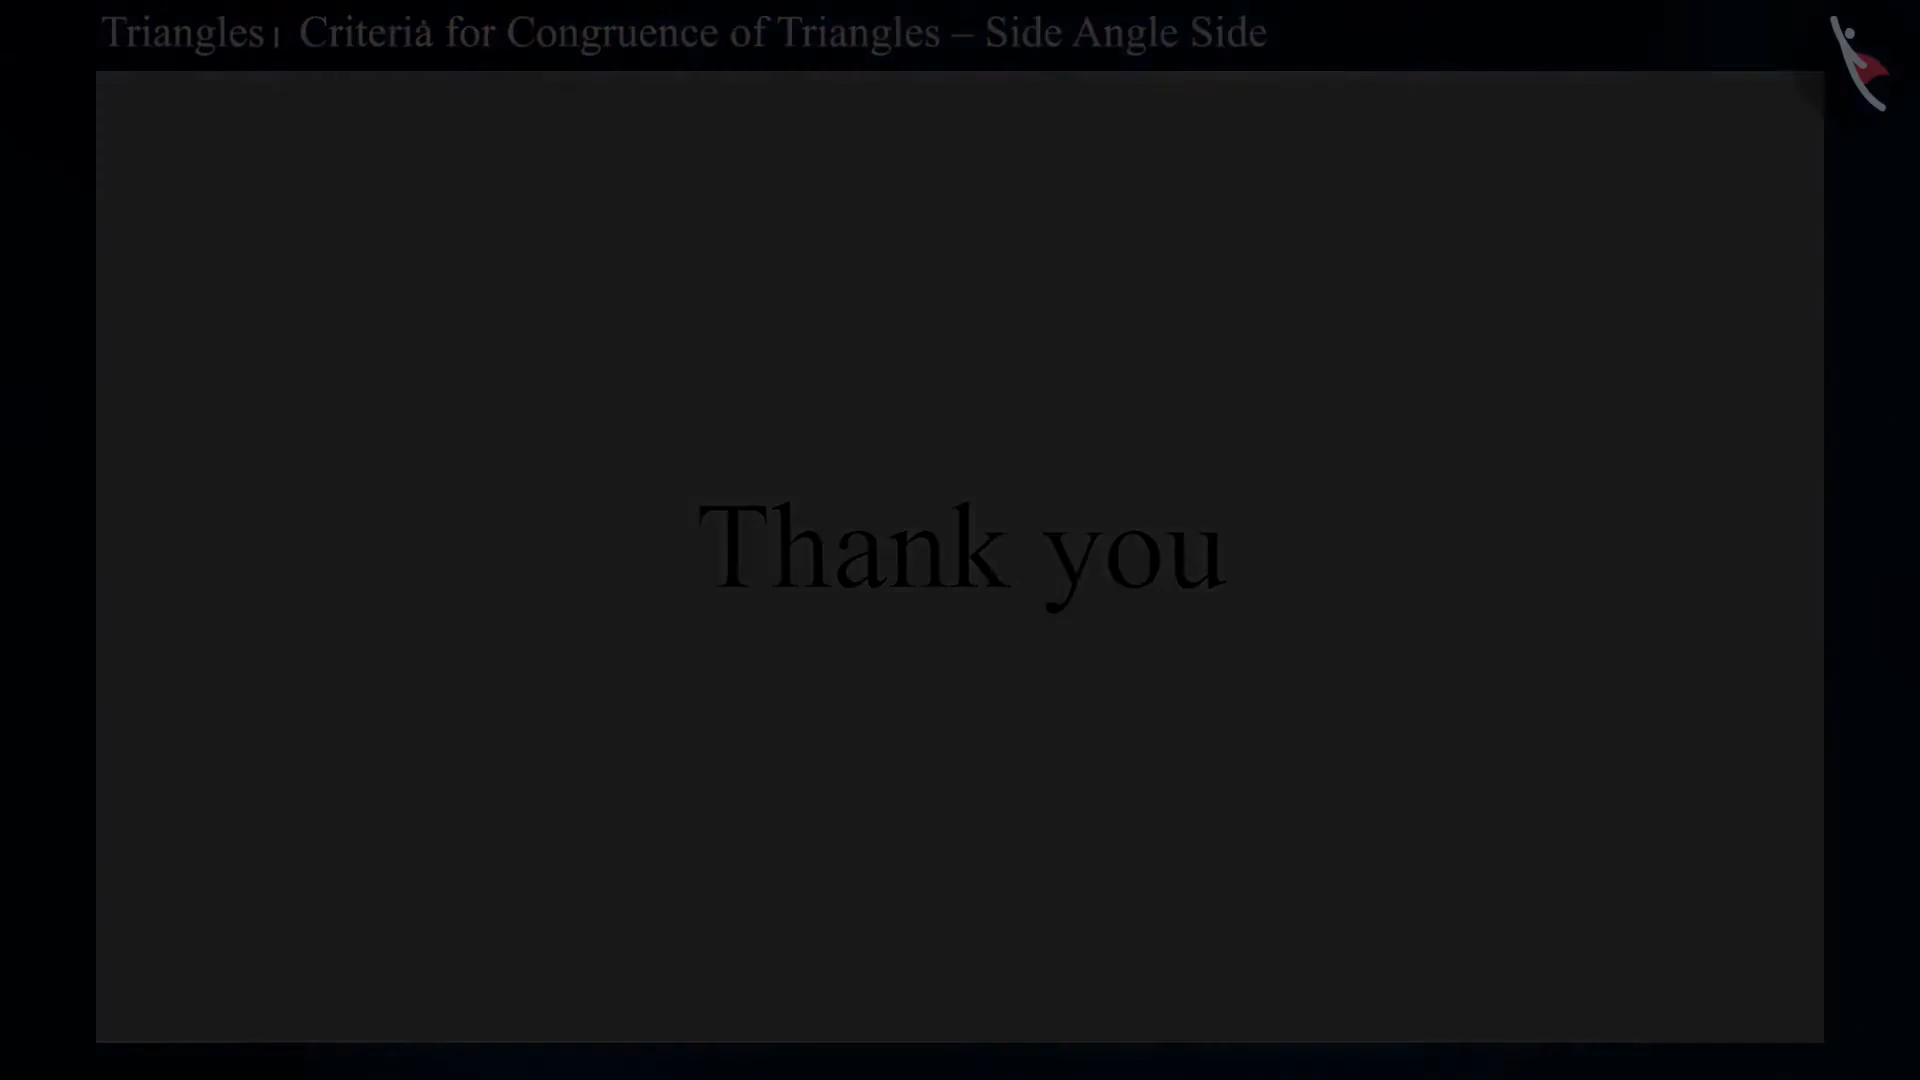 Triangles | Criteria for Congruence of Triangles – Side Angle Side
Thank you